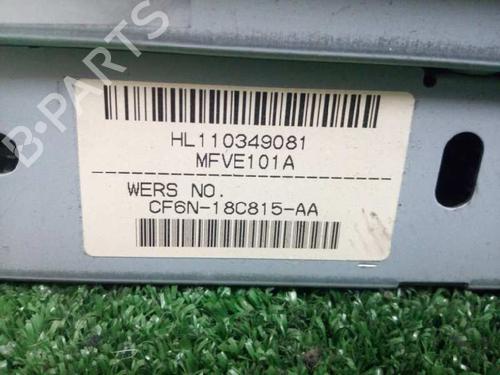 B-PARTS
HL110349081
MFVE101A
WERS NO.
CF6N-18C815-AA